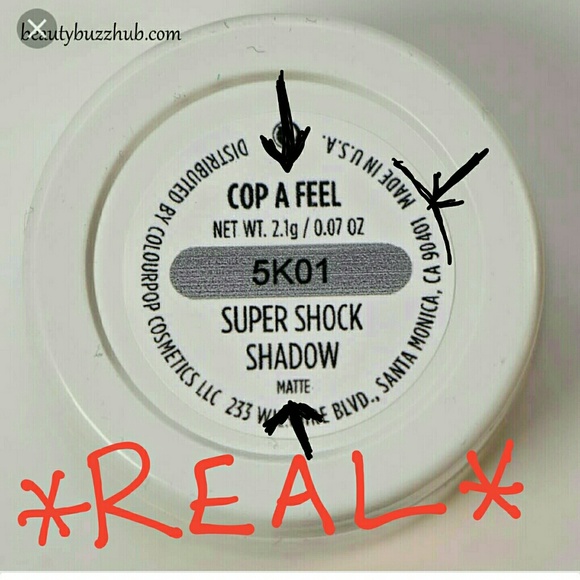 beautybuzzhub.com
COP A FEEL
NET WT. 2.1g / 0.07 OZ
5K01
SUPER SHOCK
SHADOW
MATTE
DISTRIBUTED BY COLOURPOP COSMETICS LLC 233 BLVD., SANTA MONICA, CA 90401 MADE IN U.S.A.
*REAL*